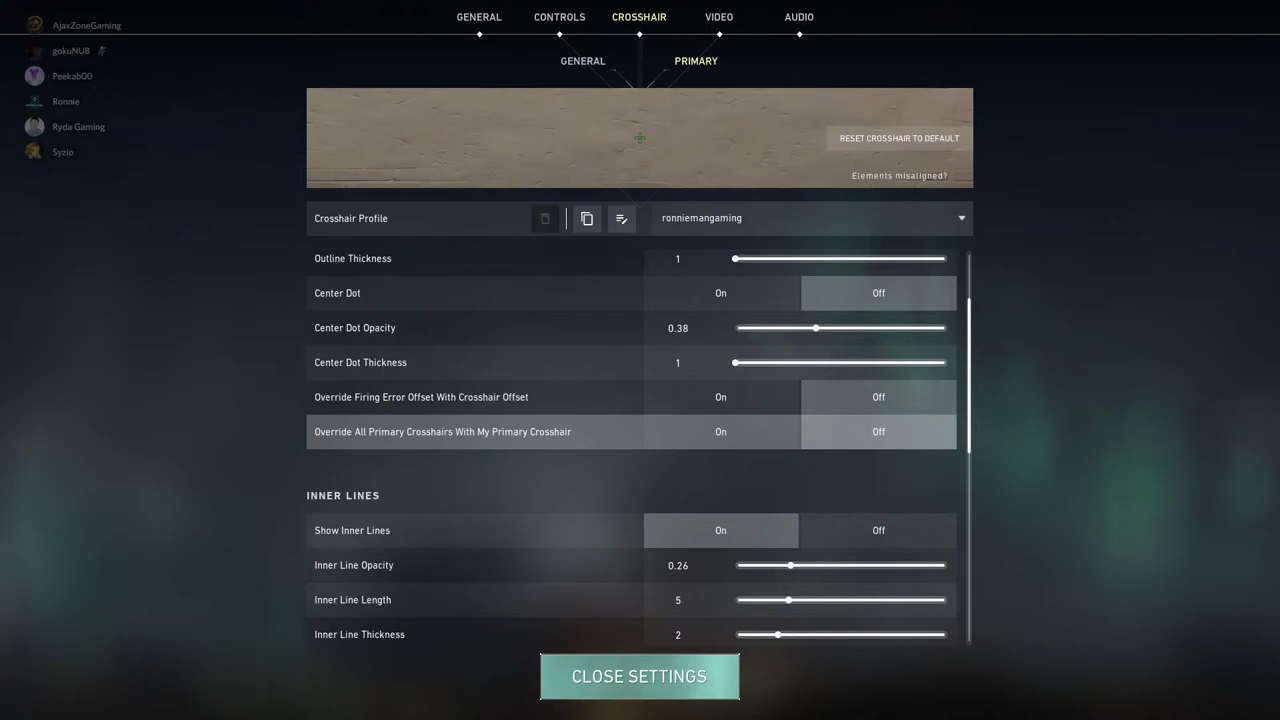 GENERAL CONTROLS CROSSHAIR VIDEO AUDIO
GENERAL PRIMARY
AjaxZoneGaming
gokuNUB
Peekab00
Ronnie
Ryda Gaming
Syzio
RESET CROSSHAIR TO DEFAULT
Elements misaligned?
Crosshair Profile ronniemangaming
Outline Thickness 1
Center Dot On Off
Center Dot Opacity 0.38
Center Dot Thickness 1
Override Firing Error Offset With Crosshair Offset On Off
Override All Primary Crosshairs With My Primary Crosshair On Off
INNER LINES
Show Inner Lines On Off
Inner Line Opacity 0.26
Inner Line Length 5
Inner Line Thickness 2
CLOSE SETTINGS